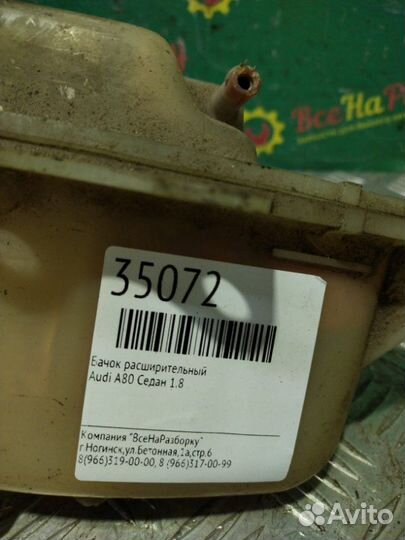 ВсеНаРа
35072
Бачок расширительный
Audi A80 Седан 1.8
Компания "ВсеНаРазборку"
г.Ногинск,ул.Бетонная,1а,стр.6
8(966)319-00-00, 8 (966)317-00-99
Avito